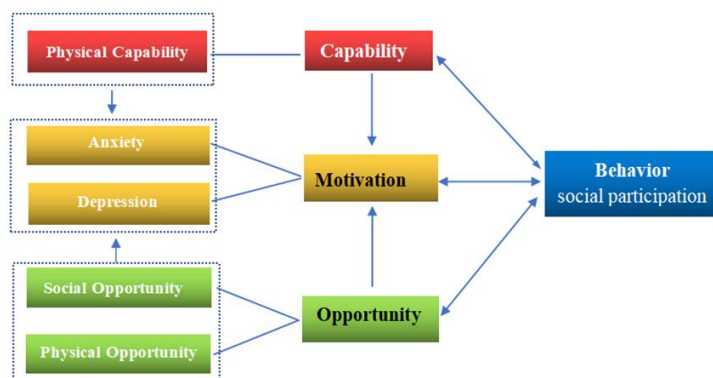 Physical Capability
Capability
Anxiety
Depression
Motivation
Behavior
social participation
Social Opportunity
Physical Opportunity
Opportunity